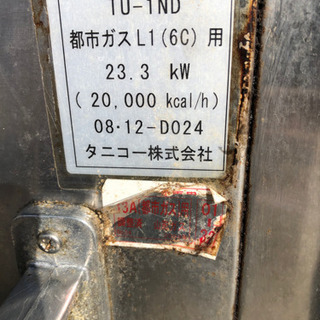 TU-1ND
都市ガスL1(6C)用
23.3 kW
(20,000 kcal/h)
08·12-D024
タニコー株式会社
13A